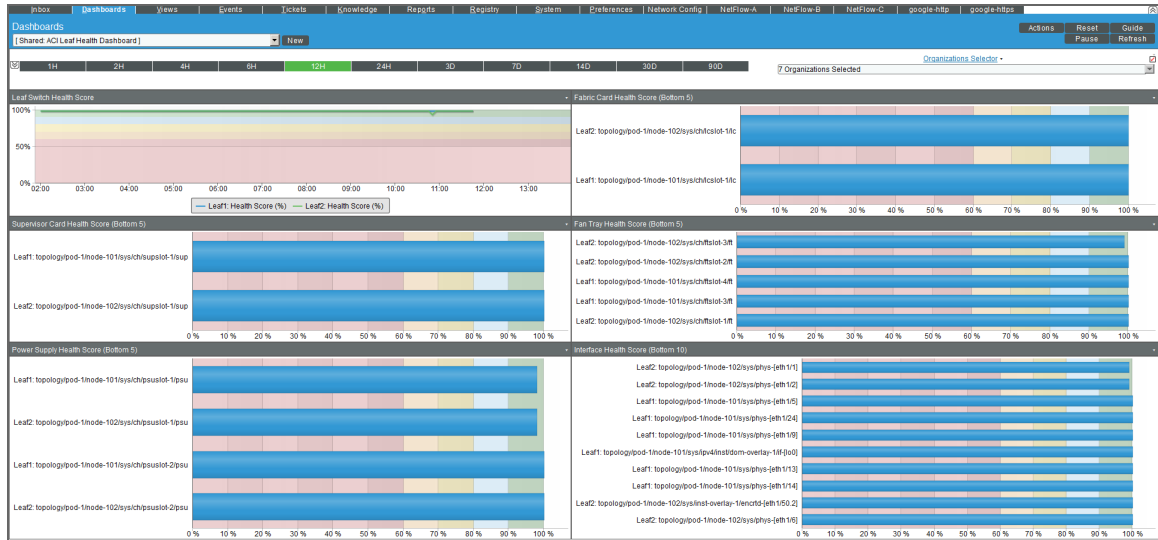 Inbox Dashboards Views Events Tickets Knowledge Reports Registry System Preferences Network Config NetFlow-A NetFlow-B NetFlow-C google-http google-https
Dashboards
Actions Reset Guide
[ Shared: ACI Leaf Health Dashboard ] New
Pause Refresh
Organizations Selector
1H 2H 4H 6H 12H 24H 3D 7D 14D 30D 90D
7 Organizations Selected
Leaf Switch Health Score
100%
50%
0%
02:00 03:00 04:00 05:00 06:00 07:00 08:00 09:00 10:00 11:00 12:00 13:00
Leaf1: Health Score (%) Leaf2: Health Score (%)
Fabric Card Health Score (Bottom 5)
Leaf2: topology/pod-1/node-102/sys/ch/lcslot-1/lc
Leaf1: topology/pod-1/node-101/sys/ch/lcslot-1/lc
0 % 10 % 20 % 30 % 40 % 50 % 60 % 70 % 80 % 90 % 100 %
Supervisor Card Health Score (Bottom 5)
Leaf1: topology/pod-1/node-101/sys/ch/supslot-1/sup
Leaf2: topology/pod-1/node-102/sys/ch/supslot-1/sup
0 % 10 % 20 % 30 % 40 % 50 % 60 % 70 % 80 % 90 % 100 %
Fan Tray Health Score (Bottom 5)
Leaf2: topology/pod-1/node-102/sys/ch/ftslot-3/ft
Leaf2: topology/pod-1/node-102/sys/ch/ftslot-2/ft
Leaf1: topology/pod-1/node-101/sys/ch/ftslot-4/ft
Leaf1: topology/pod-1/node-101/sys/ch/ftslot-3/ft
Leaf2: topology/pod-1/node-102/sys/ch/ftslot-1/ft
0 % 10 % 20 % 30 % 40 % 50 % 60 % 70 % 80 % 90 % 100 %
Power Supply Health Score (Bottom 5)
Leaf1: topology/pod-1/node-101/sys/ch/psuslot-1/psu
Leaf2: topology/pod-1/node-102/sys/ch/psuslot-1/psu
Leaf1: topology/pod-1/node-101/sys/ch/psuslot-2/psu
Leaf2: topology/pod-1/node-102/sys/ch/psuslot-2/psu
0 % 10 % 20 % 30 % 40 % 50 % 60 % 70 % 80 % 90 % 100 %
Interface Health Score (Bottom 10)
Leaf2: topology/pod-1/node-102/sys/phys-[eth1/1]
Leaf2: topology/pod-1/node-102/sys/phys-[eth1/2]
Leaf1: topology/pod-1/node-101/sys/phys-[eth1/5]
Leaf1: topology/pod-1/node-101/sys/phys-[eth1/24]
Leaf1: topology/pod-1/node-101/sys/phys-[eth1/9]
Leaf1: topology/pod-1/node-101/sys/ipv4/inst/dom-overlay-1/if-[lo0]
Leaf1: topology/pod-1/node-101/sys/phys-[eth1/13]
Leaf1: topology/pod-1/node-101/sys/phys-[eth1/14]
Leaf2: topology/pod-1/node-102/sys/inst-overlay-1/encrtd-[eth1/50.2]
Leaf2: topology/pod-1/node-102/sys/phys-[eth1/6]
0 % 10 % 20 % 30 % 40 % 50 % 60 % 70 % 80 % 90 % 100 %